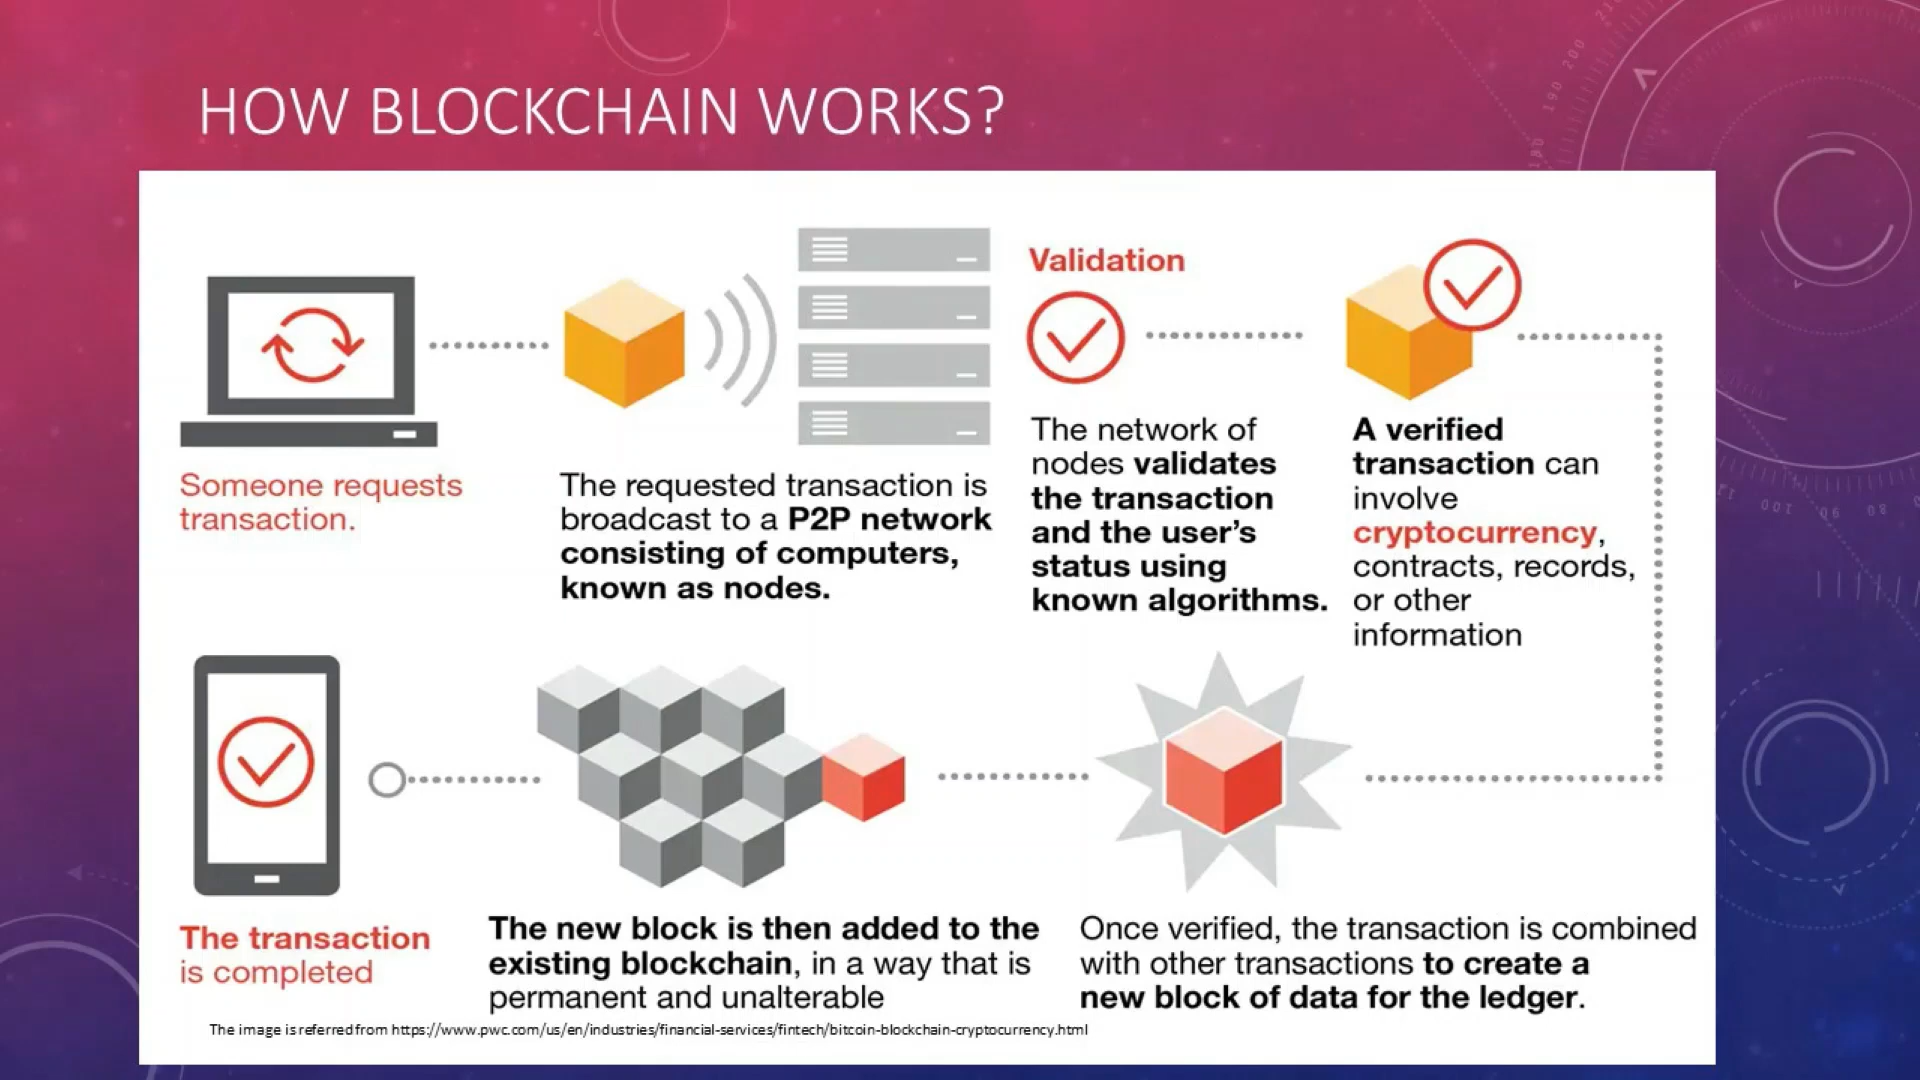 HOW BLOCKCHAIN WORKS?
Someone requests
transaction.
The requested transaction is
broadcast to a P2P network
consisting of computers,
known as nodes.
Validation
The network of
nodes validates
the transaction
and the user's
status using
known algorithms.
A verified
transaction can
involve
cryptocurrency,
contracts, records,
or other
information
Once verified, the transaction is combined
with other transactions to create a
new block of data for the ledger.
The new block is then added to the
existing blockchain, in a way that is
permanent and unalterable
The transaction
is completed
The image is referred from https://www.pwc.com/us/en/industries/financial-services/fintech/bitcoin-blockchain-cryptocurrency.html